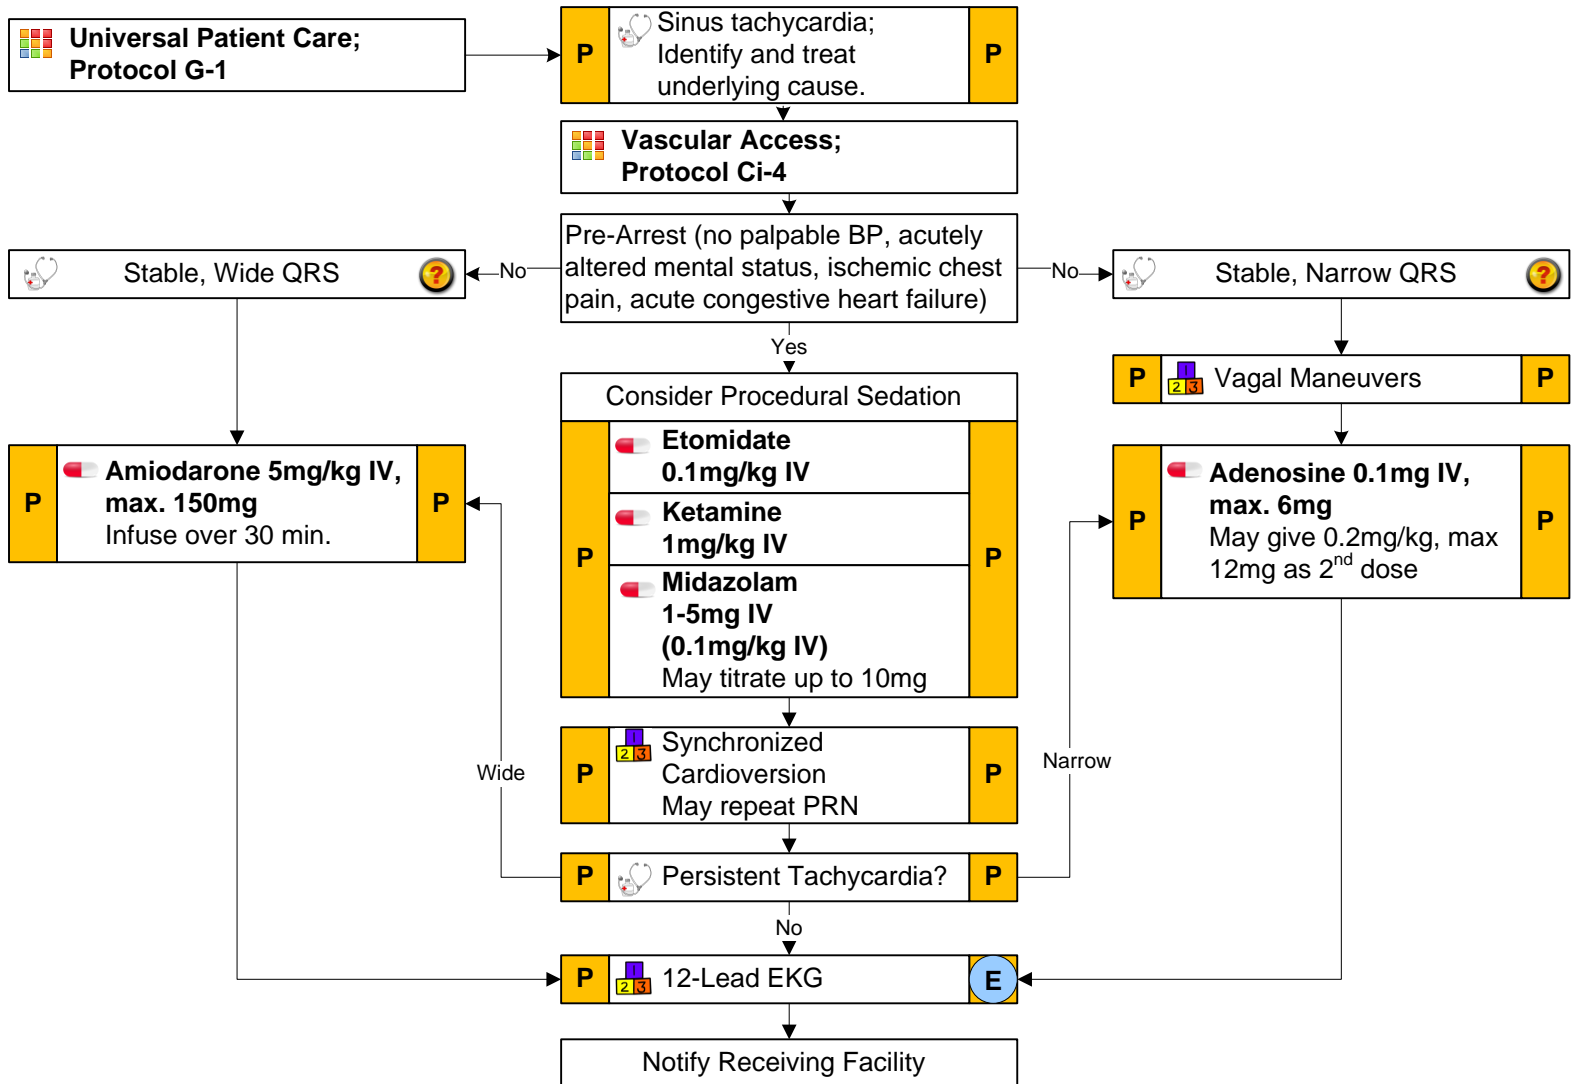 Universal Patient Care;
Protocol G-1
P
Sinus tachycardia;
Identify and treat
underlying cause.
P
Vascular Access;
Protocol Ci-4
Pre-Arrest (no palpable BP, acutely
altered mental status, ischemic chest
pain, acute congestive heart failure)
No
Stable, Wide QRS
?
No
Stable, Narrow QRS
?
Yes
P
1 2 3
Vagal Maneuvers
P
Consider Procedural Sedation
P
Etomidate
0.1mg/kg IV
Ketamine
1mg/kg IV
Midazolam
1-5mg IV
(0.1mg/kg IV)
May titrate up to 10mg
P
P
Amiodarone 5mg/kg IV,
max. 150mg
Infuse over 30 min.
P
P
Adenosine 0.1mg IV,
max. 6mg
May give 0.2mg/kg, max
12mg as 2nd dose
P
P
1 2 3
Synchronized
Cardioversion
May repeat PRN
P
Wide
Narrow
P
Persistent Tachycardia?
P
No
P
1 2 3
12-Lead EKG
E
Notify Receiving Facility